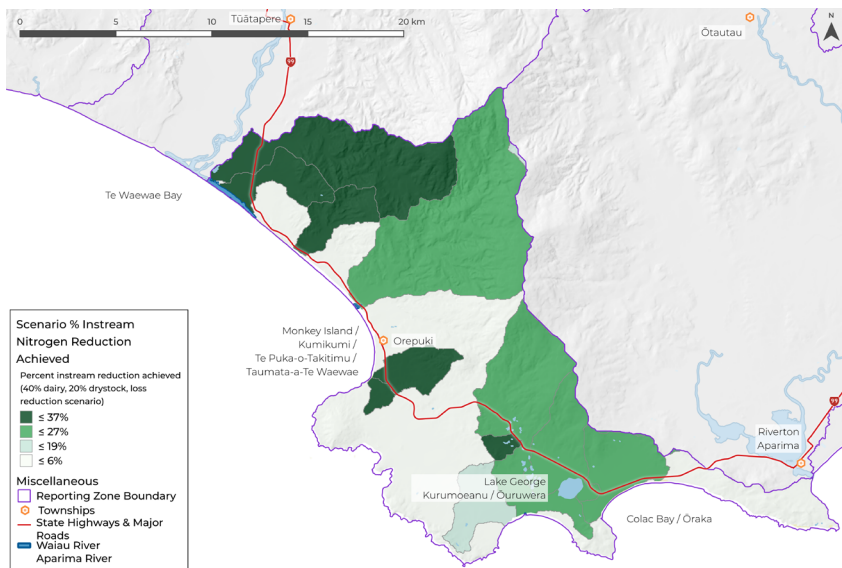 0 5 10 15 20 km
Tūātapere
Ōtautau
N
99
Te Waewae Bay
Monkey Island /
Kumikumi /
Te Puka-o-Takitimu /
Taumata-a-Te Waewae
Orepuki
99
Riverton
Aparima
Lake George
Kurumoeanu / Ōuruwera
Colac Bay / Ōraka
Scenario % Instream
Nitrogen Reduction
Achieved
Percent instream reduction achieved
(40% dairy, 20% drystock, loss
reduction scenario)
≤ 37%
≤ 27%
≤ 19%
≤ 6%
Miscellaneous
Reporting Zone Boundary
Townships
State Highways & Major
Roads
Waiau River
Aparima River